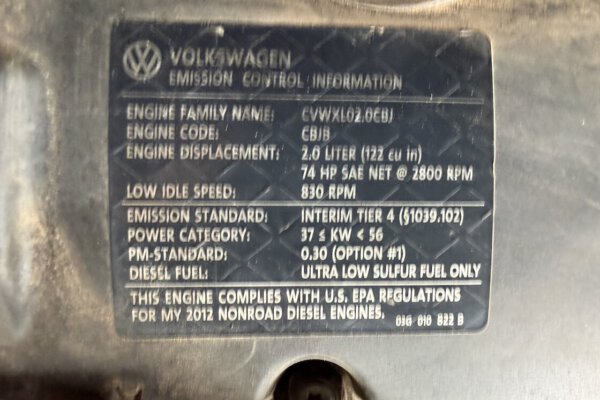 VOLKSWAGEN
EMISSION CONTROL INFORMATION
ENGINE FAMILY NAME: CVWXL02.0CBJ
ENGINE CODE: CBJB
ENGINE DISPLACEMENT: 2.0 LITER (122 cu in)
74 HP SAE NET @ 2800 RPM
LOW IDLE SPEED: 830 RPM
EMISSION STANDARD: INTERIM TIER 4 (§1039.102)
POWER CATEGORY: 37 ≤ KW < 56
PM-STANDARD: 0.30 (OPTION #1)
DIESEL FUEL: ULTRA LOW SULFUR FUEL ONLY
THIS ENGINE COMPLIES WITH U.S. EPA REGULATIONS
FOR MY 2012 NONROAD DIESEL ENGINES. 03G 010 822 B